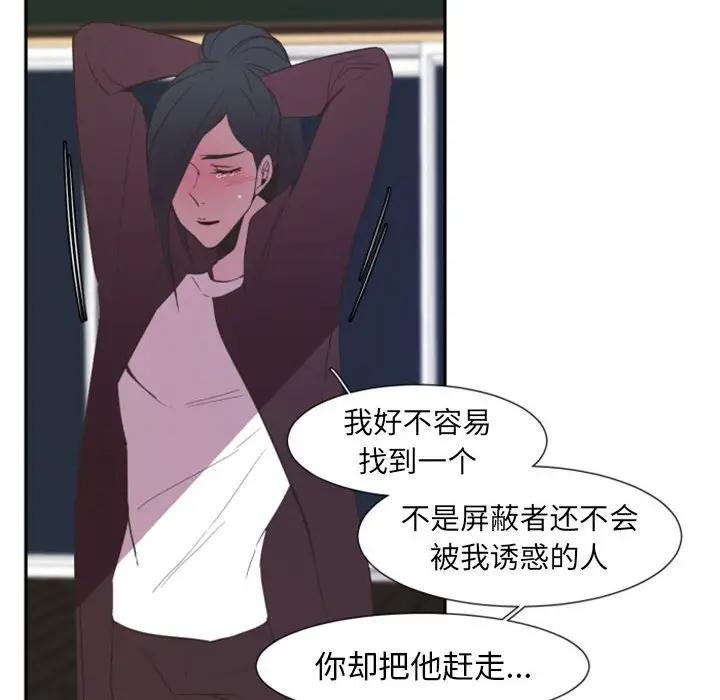 我好不容易
找到一个
不是屏蔽者还不会
被我诱惑的人
你却把他赶走...